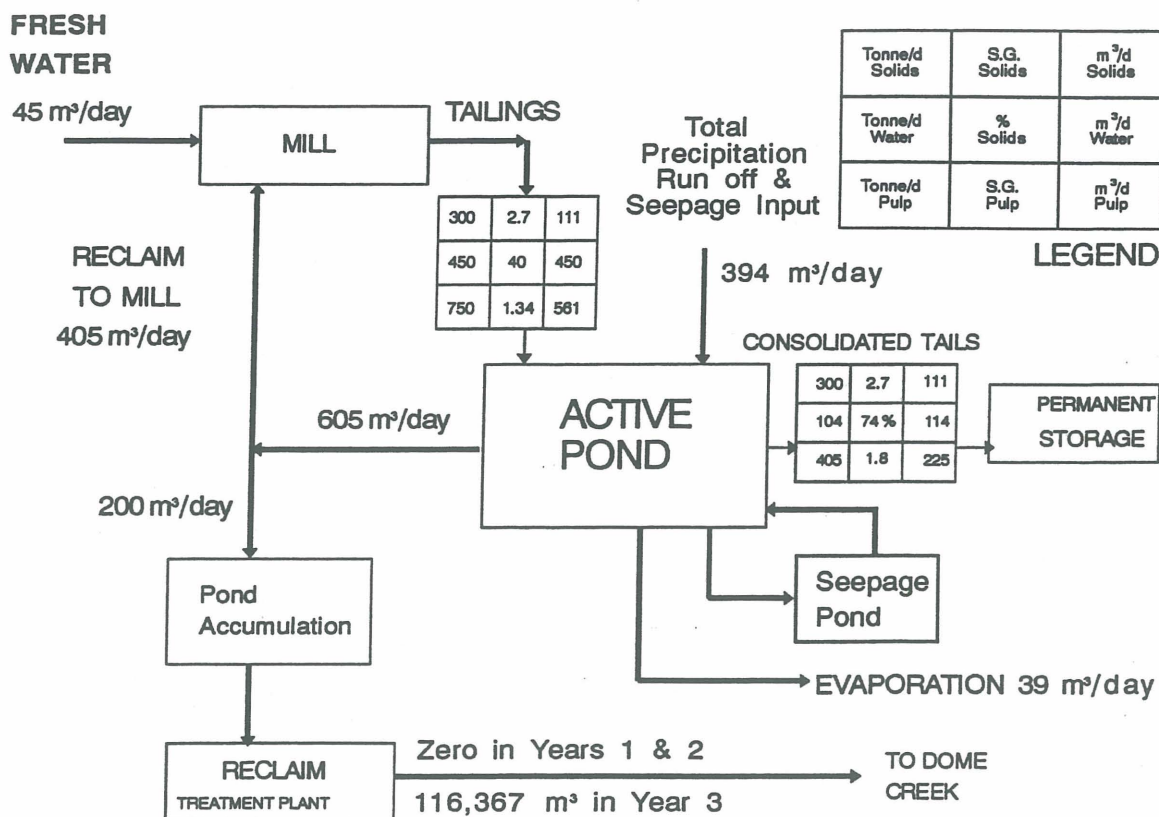 FRESH
WATER
45 m³/day
MILL
TAILINGS
300 2.7 111
450 40 450
750 1.34 561
Total
Precipitation
Run off &
Seepage Input
394 m³/day
Tonne/d Solids S.G. Solids m³/d Solids
Tonne/d Water % Solids m³/d Water
Tonne/d Pulp S.G. Pulp m³/d Pulp
LEGEND
RECLAIM
TO MILL
405 m³/day
605 m³/day
ACTIVE
POND
CONSOLIDATED TAILS
300 2.7 111
104 74% 114
405 1.8 225
PERMANENT
STORAGE
200 m³/day
Pond
Accumulation
Seepage
Pond
EVAPORATION 39 m³/day
RECLAIM
TREATMENT PLANT
Zero in Years 1 & 2
116,367 m³ in Year 3
TO DOME
CREEK